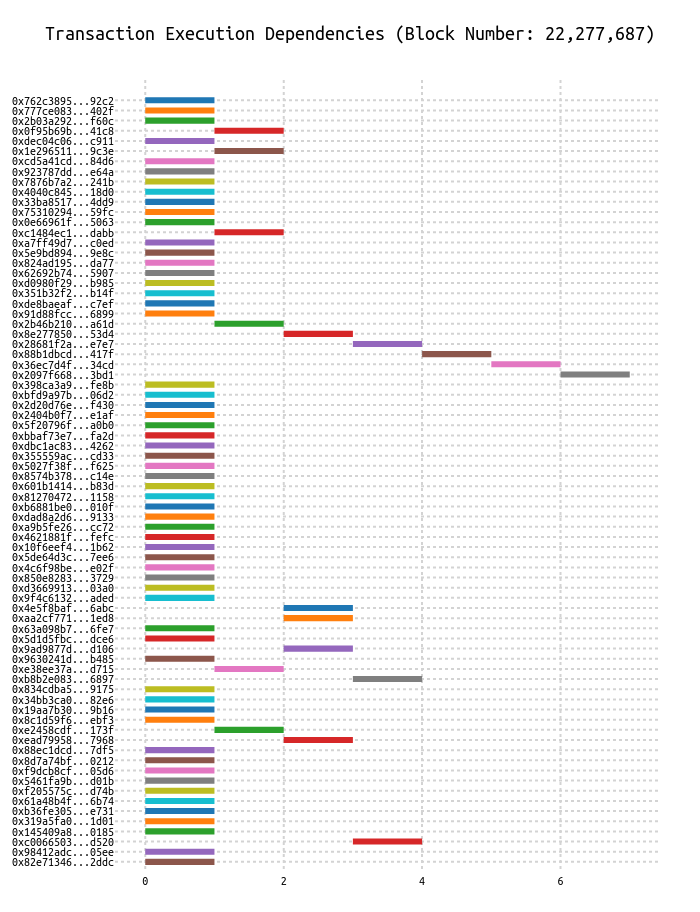 Transaction Execution Dependencies (Block Number: 22,277,687)
0x762c3895...92c2
0x777ce083...402f
0x2b03a292...f60c
0x0f95b69b...41c8
0xdec04c06...c911
0x1e296511...9c3e
0xcd5a41cd...84d6
0x923787dd...e64a
0x7876b7a2...241b
0x4040c845...18d0
0x33ba8517...4dd9
0x75310294...59fc
0x0e66961f...5063
0xc1484ec1...dabb
0xa7ff49d7...c0ed
0x5e9bd894...9e8c
0x824ad195...da77
0x62692b74...5907
0xd0980f29...b985
0x351b32f2...b14f
0xde8baeaf...c7ef
0x91d88fcc...6899
0x2b46b210...a61d
0x8e277850...53d4
0x28681f2a...e7e7
0x88b1dbcd...417f
0x36ec7d4f...34cd
0x2097f668...3bd1
0x398ca3a9...fe8b
0xbfd9a97b...06d2
0x2d20d76e...f430
0x2404b0f7...e1af
0x5f20796f...a0b0
0xbbaf73e7...fa2d
0xdbc1ac83...4262
0x355559ac...cd33
0x5027f38f...f625
0x8574b378...c14e
0x601b1414...b83d
0x81270472...1158
0xb6881be0...010f
0xdad8a2d6...9133
0xa9b5fe26...cc72
0x4621881f...fefc
0x10f6eef4...1b62
0x5de64d3c...7ee6
0x4c6f98be...e02f
0x850e8283...3729
0xd3669913...03a0
0x9f4c6132...aded
0x4e5f8baf...6abc
0xaa2cf771...1ed8
0x63a098b7...6fe7
0x5d1d5fbc...dce6
0x9ad9877d...d106
0x9630241d...b485
0xe38ee37a...d715
0xb8b2e083...6897
0x834cdba5...9175
0x34bb3ca0...82e6
0x19aa7b30...9b16
0x8c1d59f6...ebf3
0xe2458cdf...173f
0xead79958...7968
0x88ec1dcd...7df5
0x8d7a74bf...0212
0xf9dcb8cf...05d6
0x5461fa9b...d01b
0xf205575c...d74b
0x61a48b4f...6b74
0xb36fe305...e731
0x319a5fa0...1d01
0x145409a8...0185
0xc0066503...d520
0x98412adc...05ee
0x82e71346...2ddc
0 2 4 6